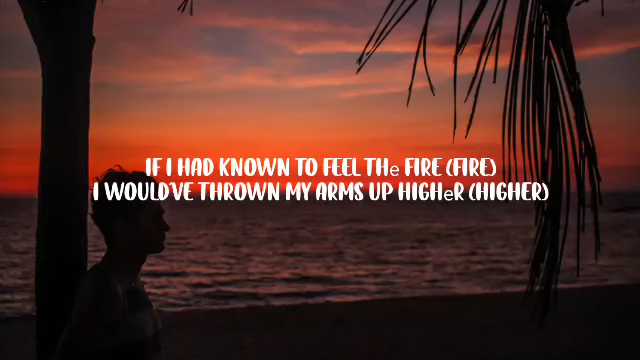 IF I HAD KNOWN TO FEEL THe FIRE (FIRE)
I WOULD'VE THROWN MY ARMS UP HIGHeR (HIGHER)